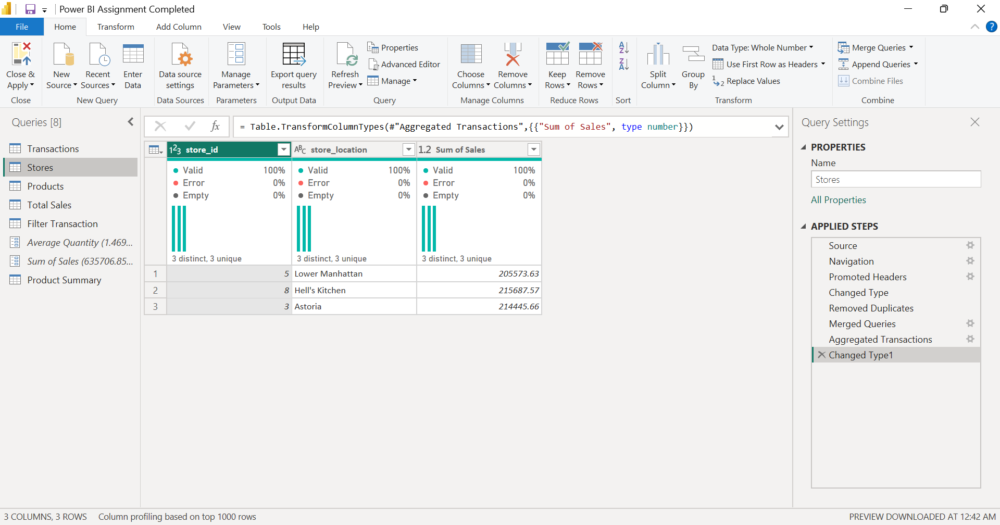 Power BI Assignment Completed
File Home Transform Add Column View Tools Help ?
Close & Apply
New Source
Recent Sources
Enter Data
Data source settings
Manage Parameters
Export query results
Refresh Preview
Properties
Advanced Editor
Manage
Choose Columns
Remove Columns
Keep Rows
Remove Rows
A Z
Z A
Split Column
Group By
Data Type: Whole Number
Use First Row as Headers
1 2 Replace Values
Merge Queries
Append Queries
Combine Files
Close New Query Data Sources Parameters Output Data Query Manage Columns Reduce Rows Sort Transform Combine
Queries [8]
Transactions
Stores
Products
Total Sales
Filter Transaction
Average Quantity (1.469...
Sum of Sales (635706.85...
Product Summary
fx = Table.TransformColumnTypes(#"Aggregated Transactions",{{"Sum of Sales", type number}})
123 store_id ABC store_location 1.2 Sum of Sales
Valid 100% Valid 100% Valid 100%
Error 0% Error 0% Error 0%
Empty 0% Empty 0% Empty 0%
3 distinct, 3 unique 3 distinct, 3 unique 3 distinct, 3 unique
1 5 Lower Manhattan 205573.63
2 8 Hell's Kitchen 215687.57
3 3 Astoria 214445.66
Query Settings
PROPERTIES
Name
Stores
All Properties
APPLIED STEPS
Source
Navigation
Promoted Headers
Changed Type
Removed Duplicates
Merged Queries
Aggregated Transactions
Changed Type1
3 COLUMNS, 3 ROWS Column profiling based on top 1000 rows PREVIEW DOWNLOADED AT 12:42 AM